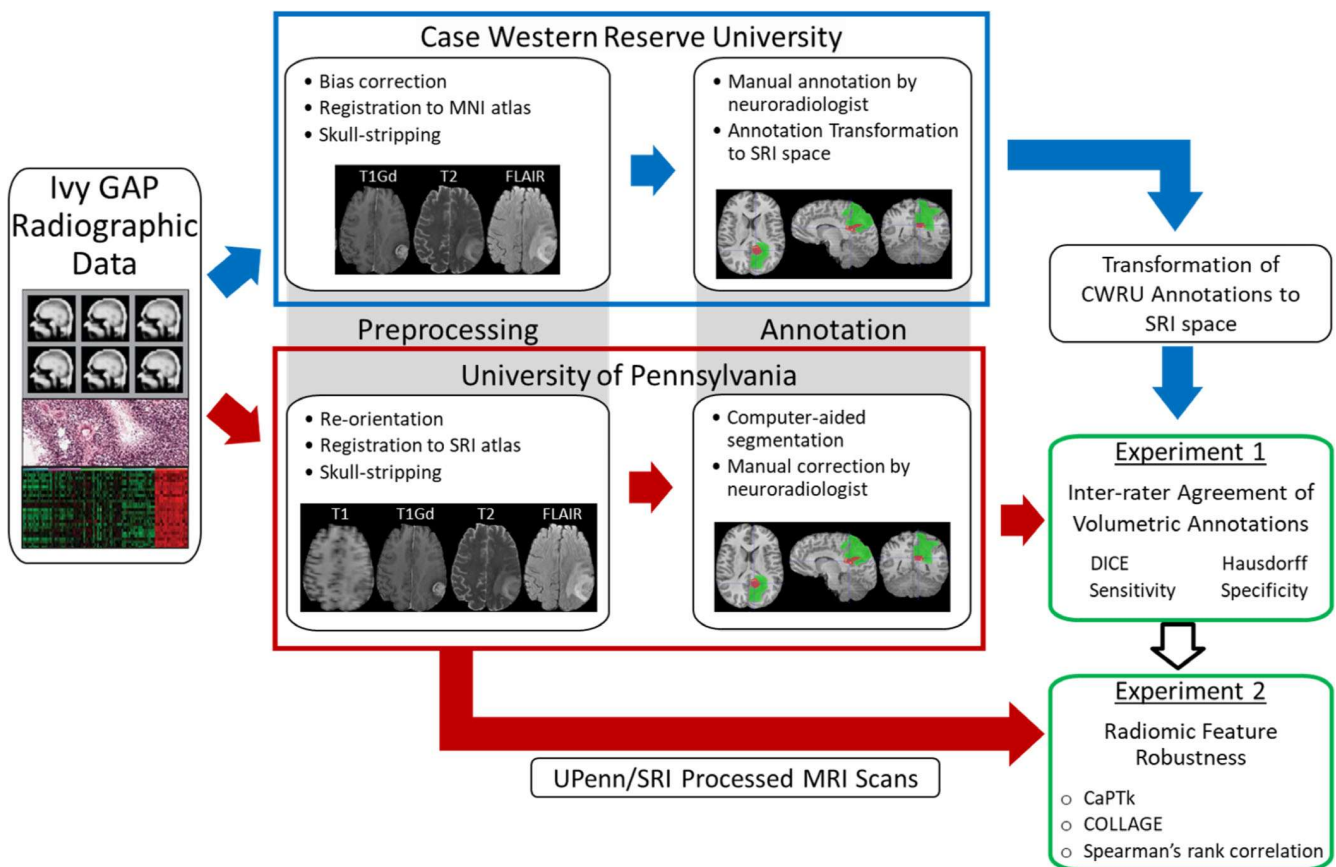 Ivy GAP
Radiographic
Data
Case Western Reserve University
• Bias correction
• Registration to MNI atlas
• Skull-stripping
T1Gd T2 FLAIR
• Manual annotation by
neuroradiologist
• Annotation Transformation
to SRI space
Preprocessing
Annotation
University of Pennsylvania
• Re-orientation
• Registration to SRI atlas
• Skull-stripping
T1 T1Gd T2 FLAIR
• Computer-aided
segmentation
• Manual correction by
neuroradiologist
Transformation of
CWRU Annotations to
SRI space
Experiment 1
Inter-rater Agreement of
Volumetric Annotations
DICE Hausdorff
Sensitivity Specificity
UPenn/SRI Processed MRI Scans
Experiment 2
Radiomic Feature
Robustness
o CaPTk
o COLLAGE
o Spearman’s rank correlation